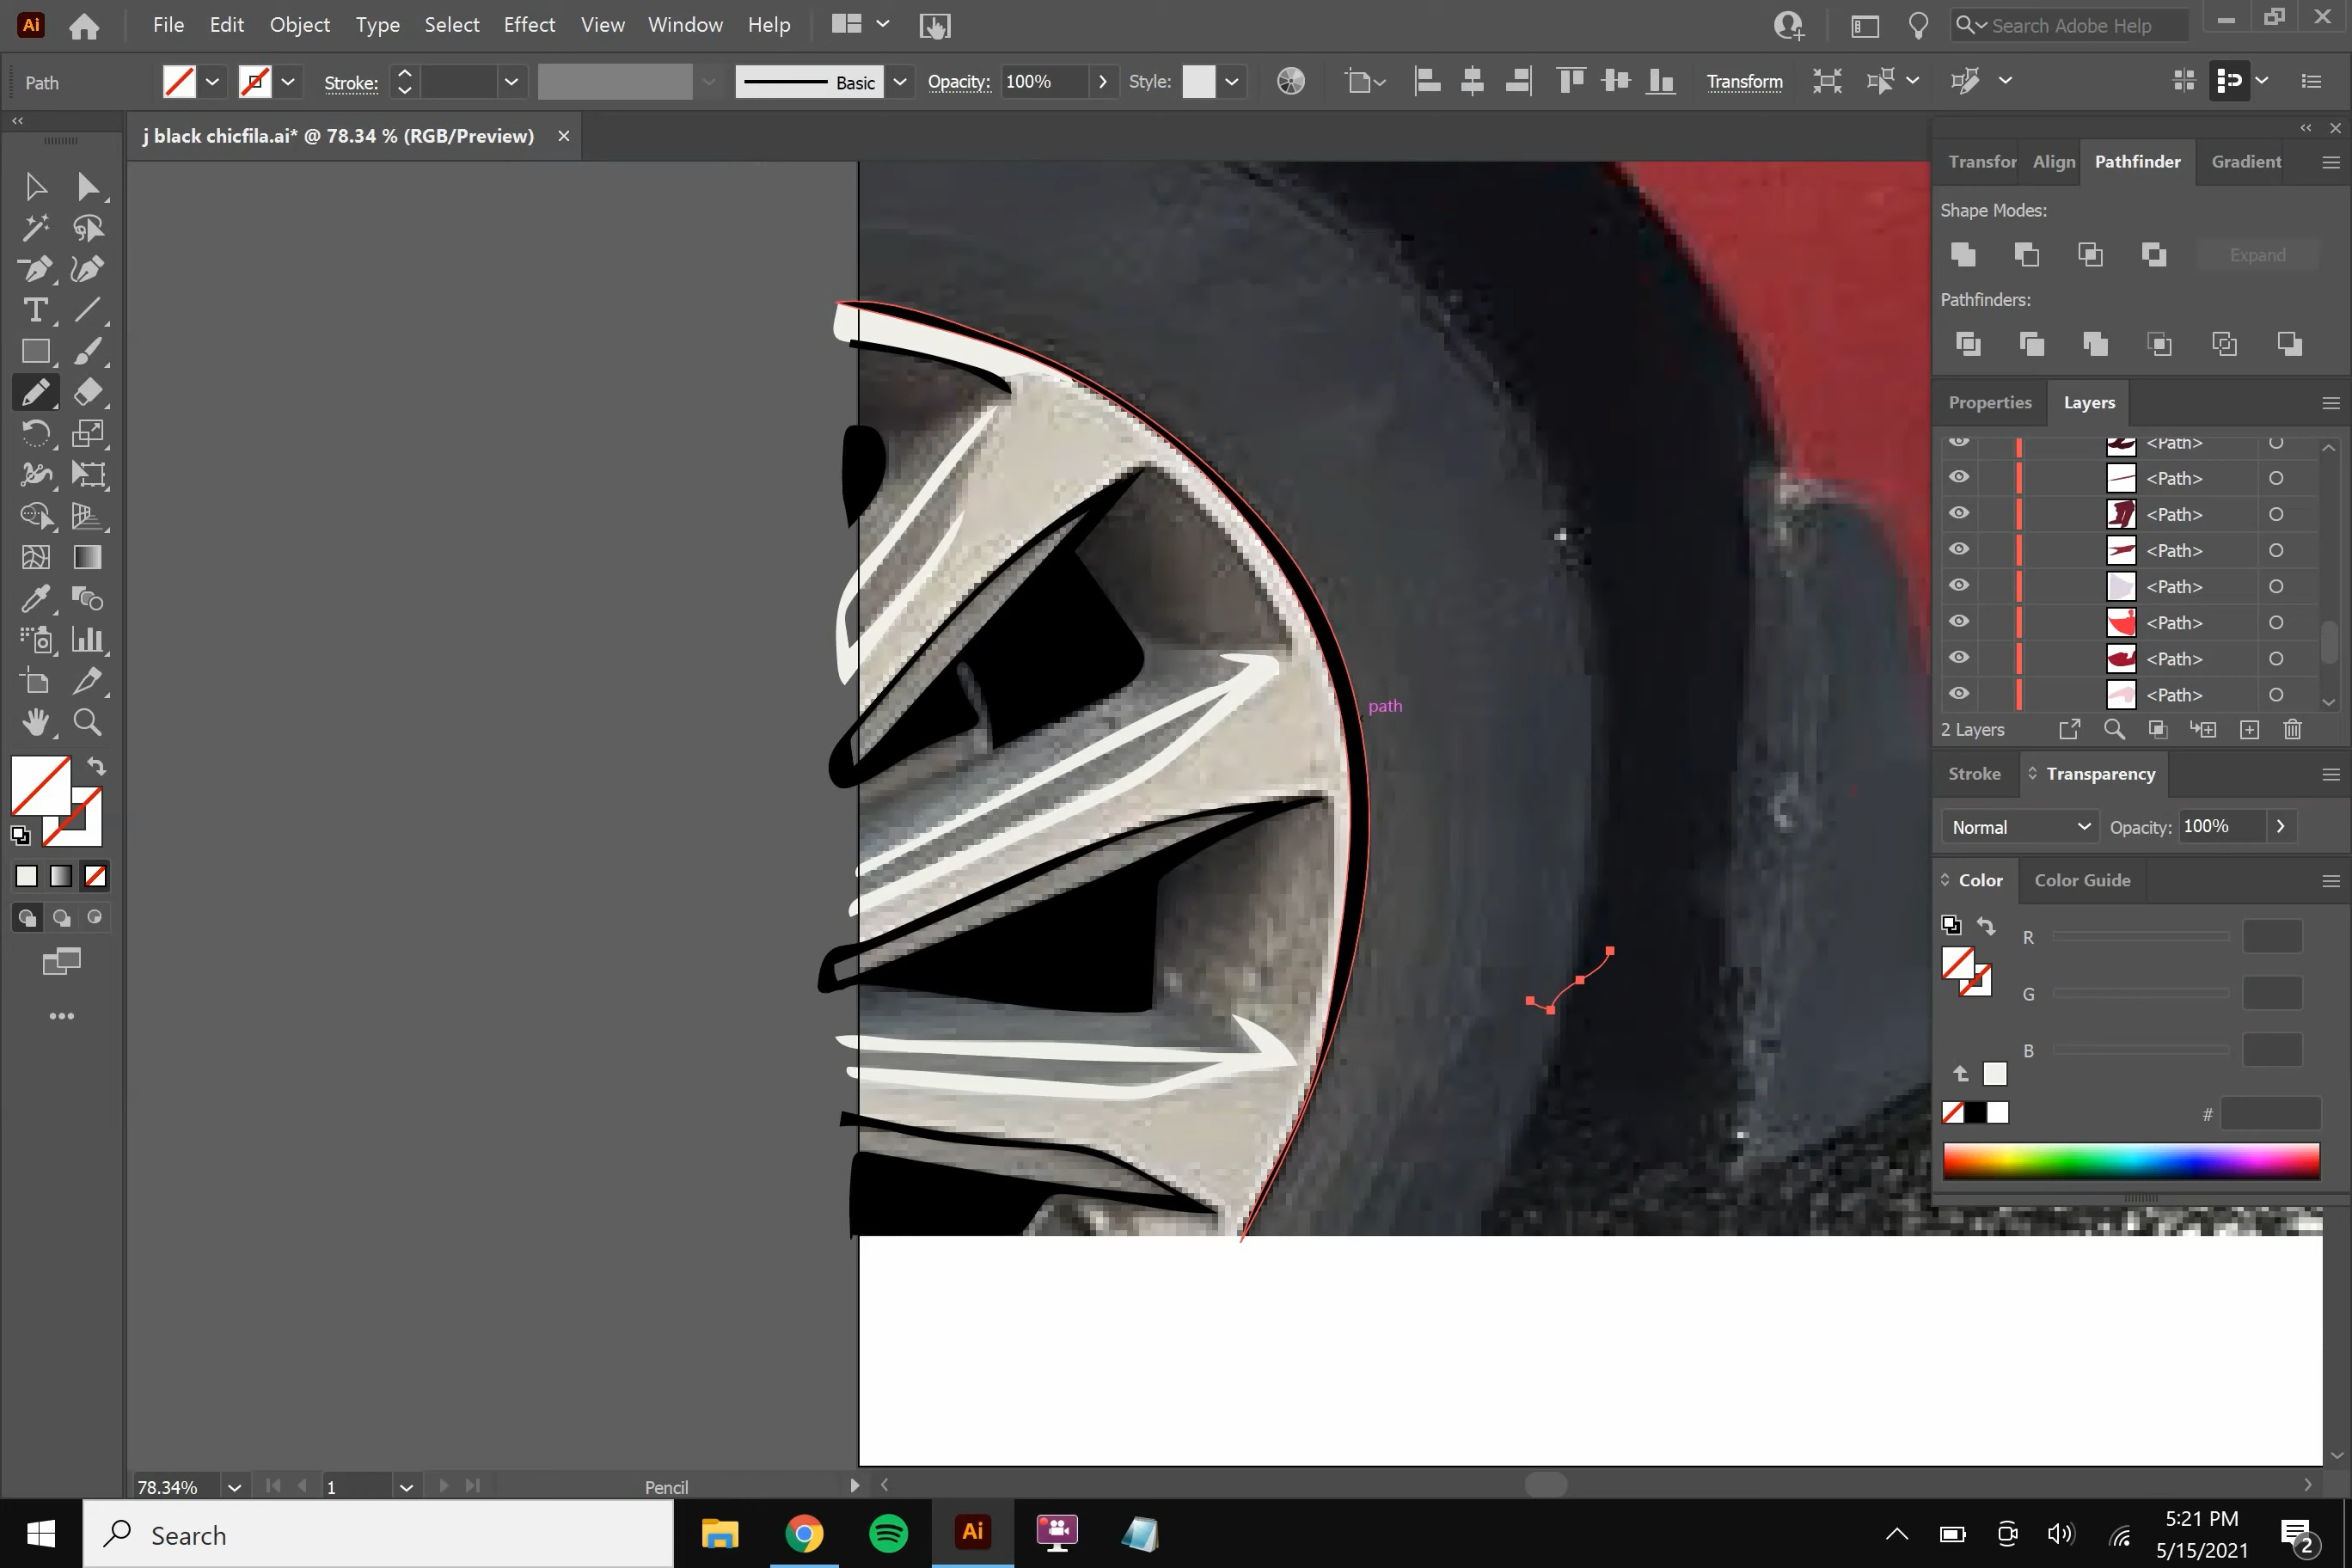 Ai File Edit Object Type Select Effect View Window Help Search Adobe Help
Path Stroke: Basic Opacity: 100% Style: Transform
j black chicfila.ai* @ 78.34 % (RGB/Preview)
Transfor Align Pathfinder Gradient
Shape Modes:
Expand
Pathfinders:
Properties Layers
<Path>
<Path>
<Path>
<Path>
<Path>
<Path>
<Path>
<Path>
2 Layers
path
Stroke Transparency
Normal Opacity: 100%
Color Color Guide
R
G
B
#
78.34% 1 Pencil
Search
Ai
5:21 PM
5/15/2021
2